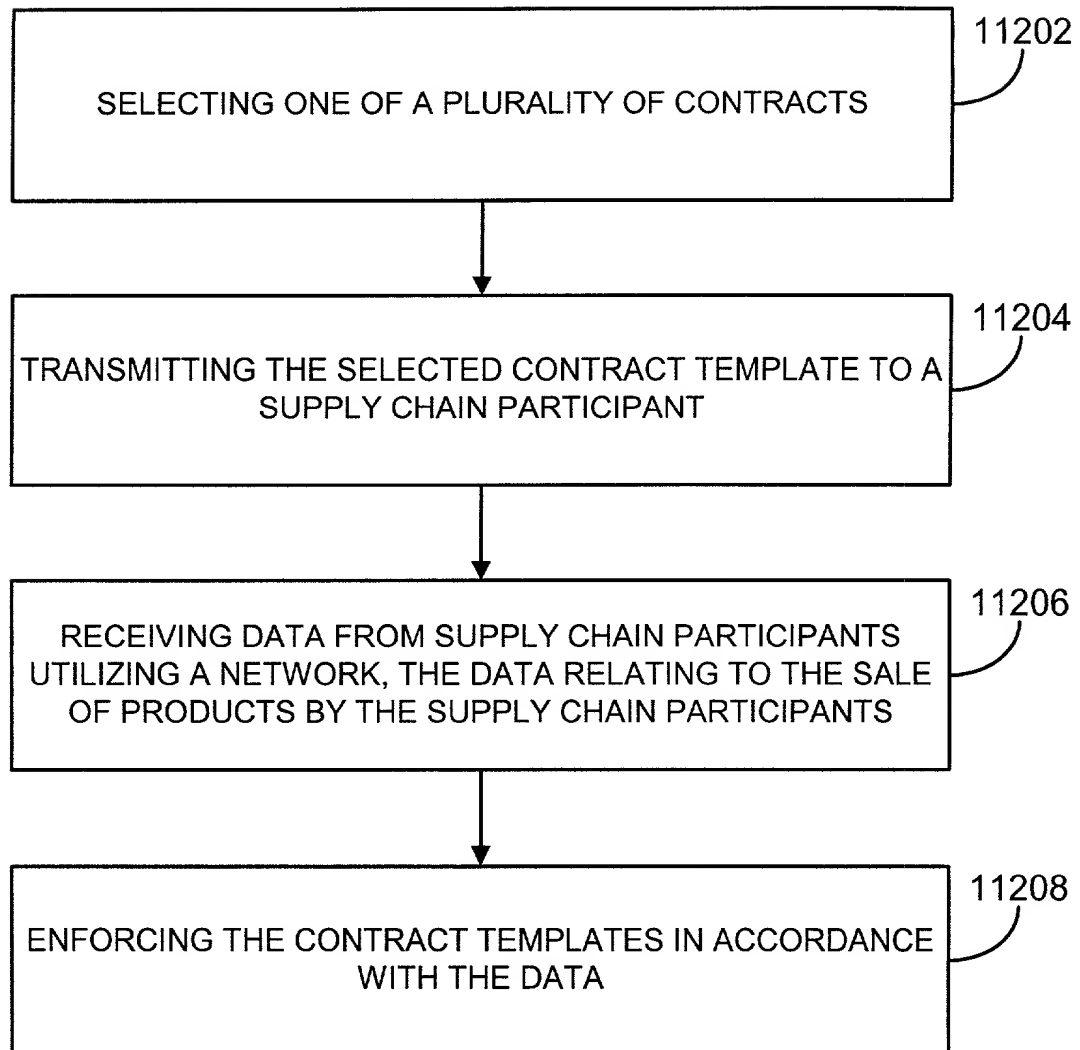 11202
SELECTING ONE OF A PLURALITY OF CONTRACTS
11204
TRANSMITTING THE SELECTED CONTRACT TEMPLATE TO A
SUPPLY CHAIN PARTICIPANT
11206
RECEIVING DATA FROM SUPPLY CHAIN PARTICIPANTS
UTILIZING A NETWORK, THE DATA RELATING TO THE SALE
OF PRODUCTS BY THE SUPPLY CHAIN PARTICIPANTS
11208
ENFORCING THE CONTRACT TEMPLATES IN ACCORDANCE
WITH THE DATA